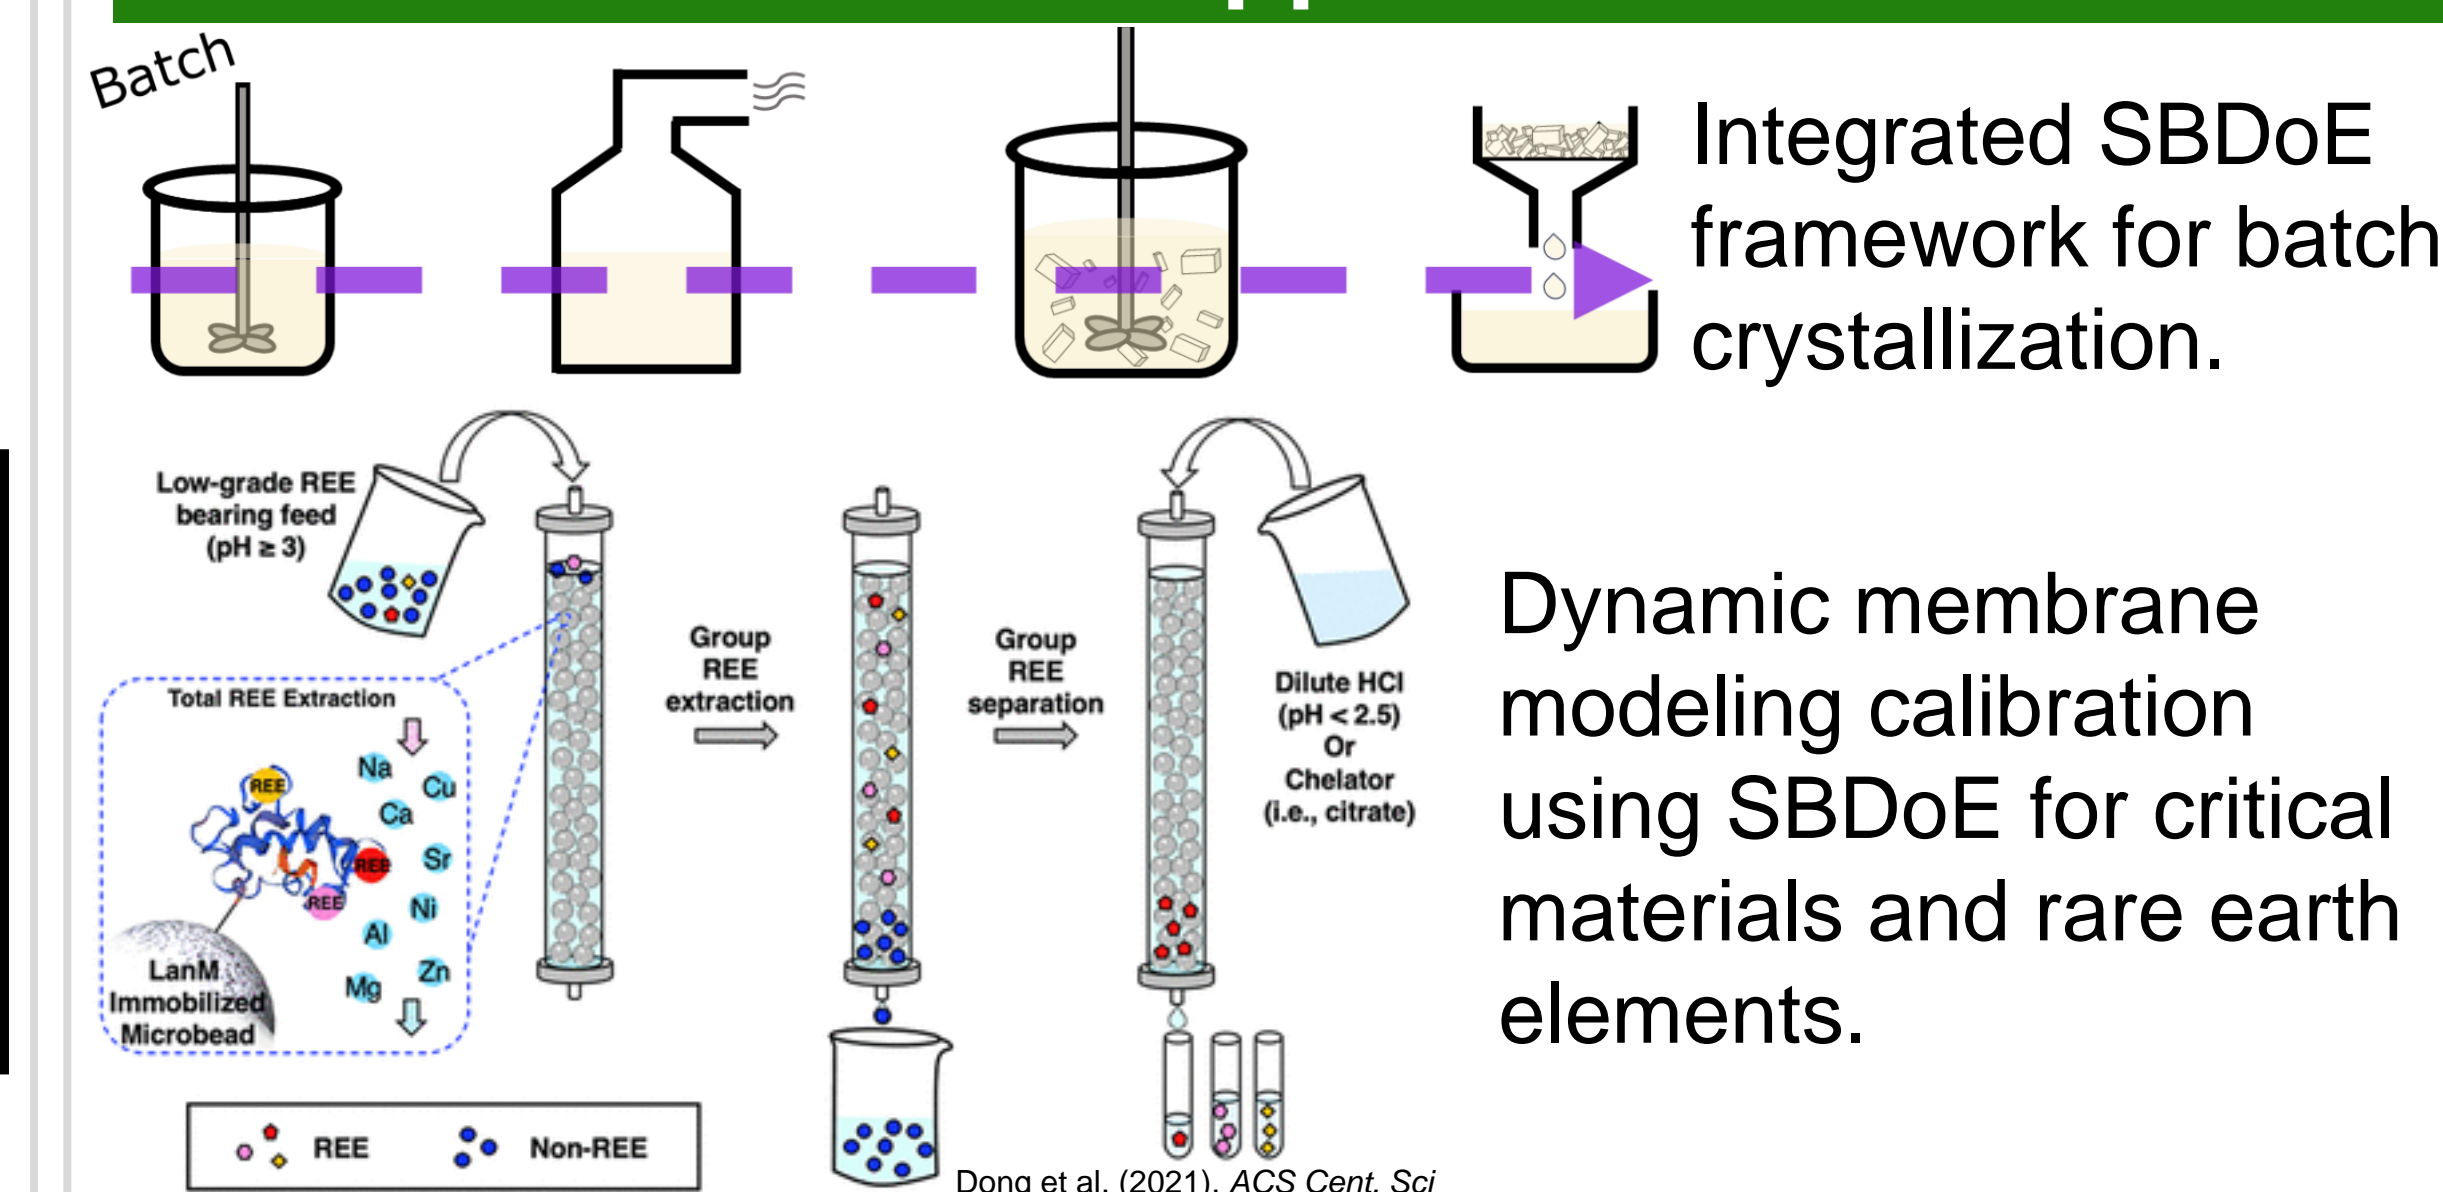 Batch
Integrated SBDoE
framework for batch
crystallization.
Low-grade REE
bearing feed
(pH ≥ 3)
Total REE Extraction
REE
REE
REE
Na
Cu
Ca
Sr
Ni
Al
Zn
Mg
LanM
Immobilized
Microbead
Group
REE
extraction
Group
REE
separation
Dilute HCl
(pH < 2.5)
Or
Chelator
(i.e., citrate)
Dynamic membrane
modeling calibration
using SBDoE for critical
materials and rare earth
elements.
REE
Non-REE
Dong et al. (2021). ACS Cent. Sci